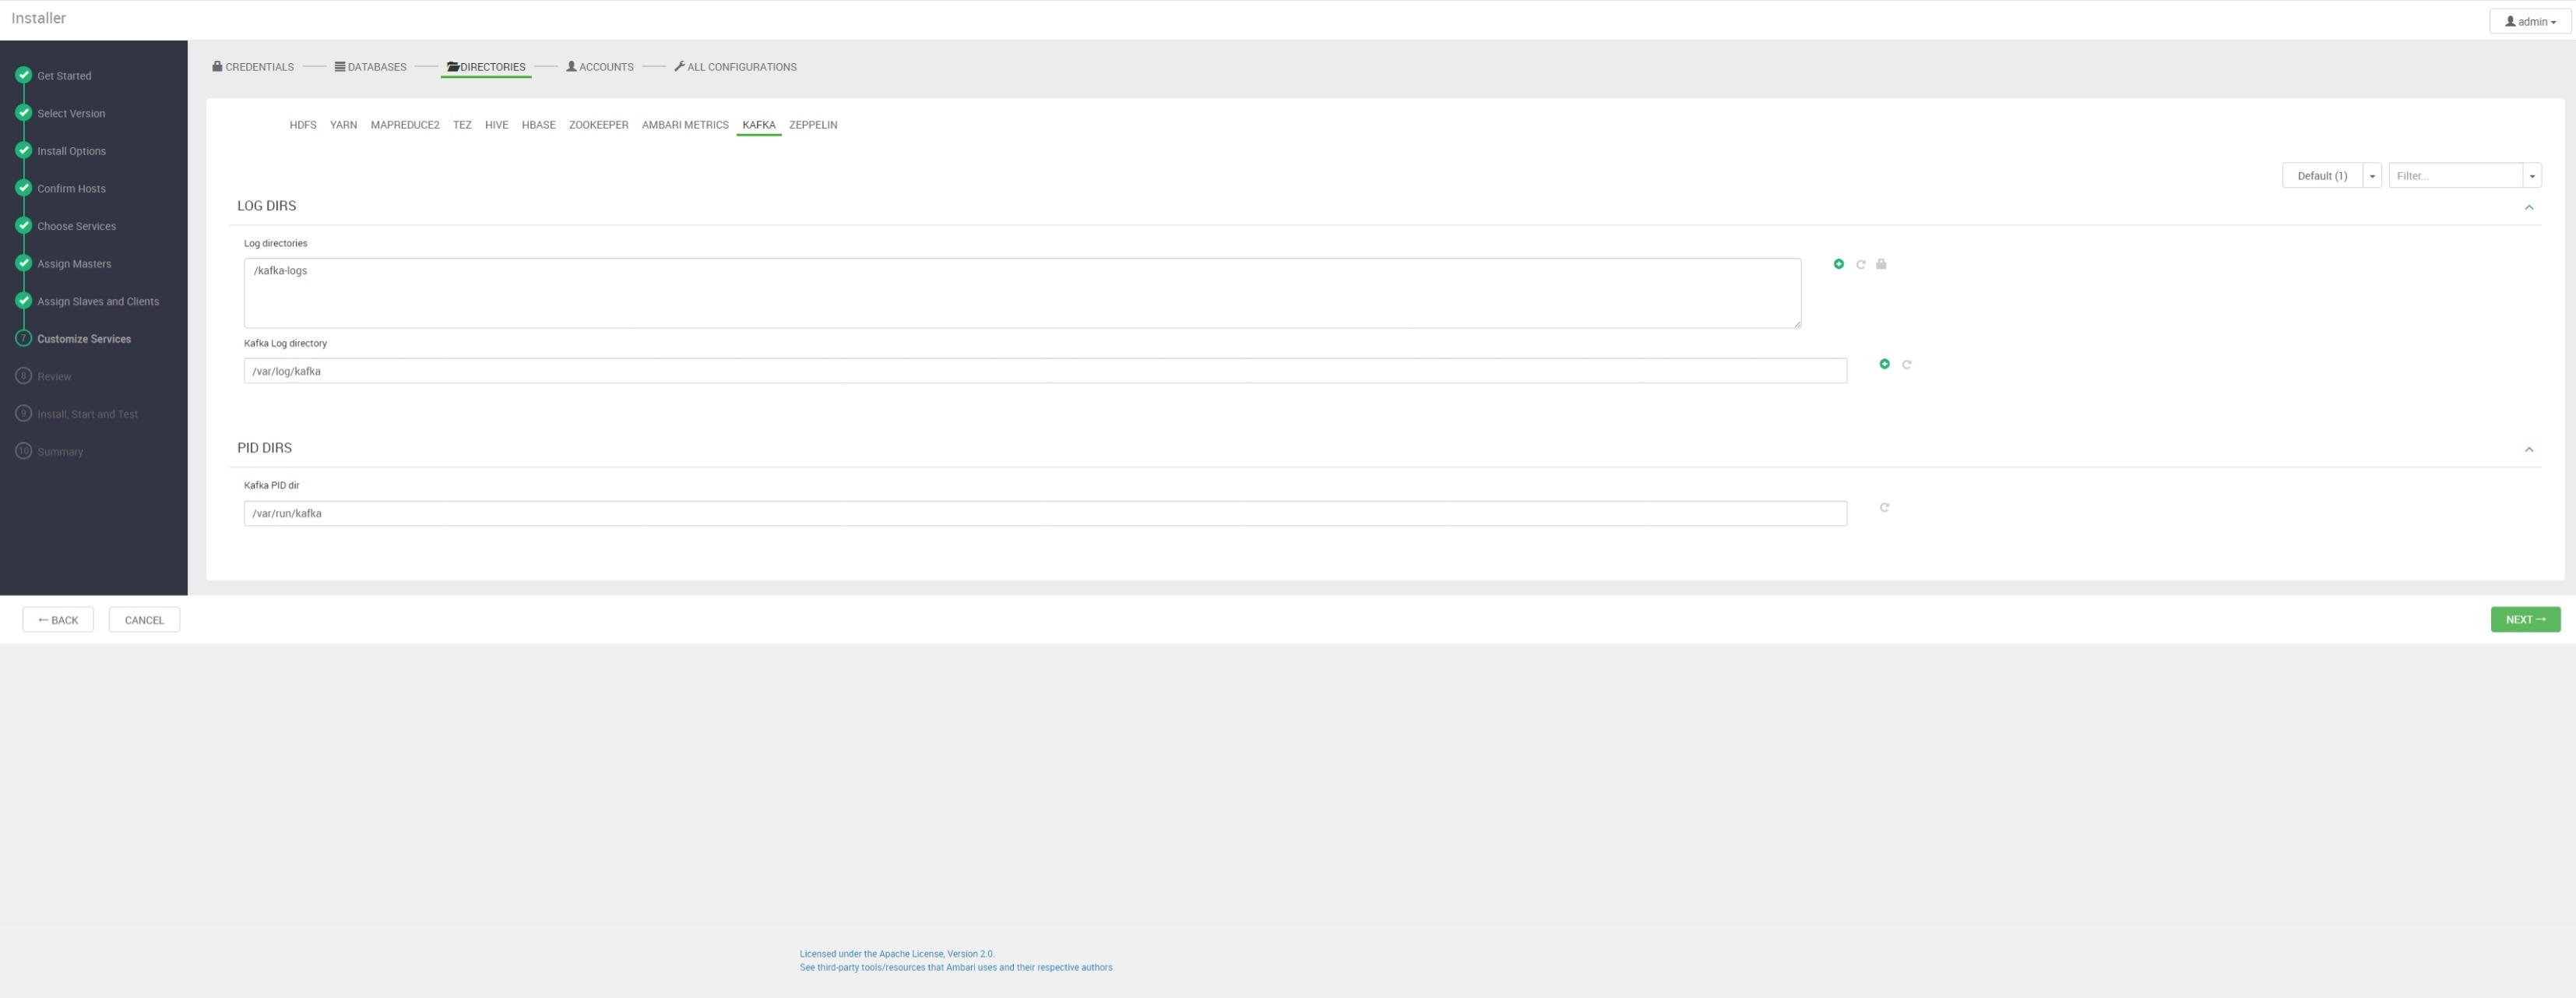 Installer
admin
Get Started
Select Version
Install Options
Confirm Hosts
Choose Services
Assign Masters
Assign Slaves and Clients
7 Customize Services
8 Review
9 Install, Start and Test
10 Summary
CREDENTIALS DATABASES DIRECTORIES ACCOUNTS ALL CONFIGURATIONS
HDFS YARN MAPREDUCE2 TEZ HIVE HBASE ZOOKEEPER AMBARI METRICS KAFKA ZEPPELIN
Default (1) Filter...
LOG DIRS
Log directories
/kafka-logs
Kafka Log directory
/var/log/kafka
PID DIRS
Kafka PID dir
/var/run/kafka
← BACK CANCEL NEXT →
Licensed under the Apache License, Version 2.0.
See third-party tools/resources that Ambari uses and their respective authors